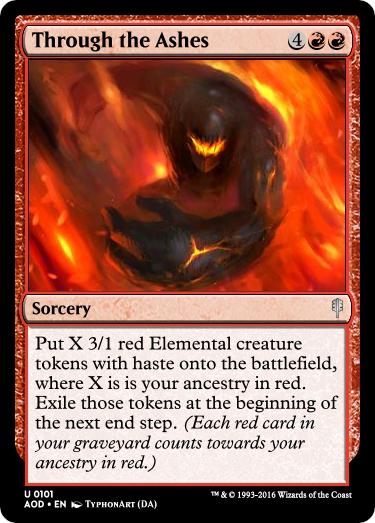 Through the Ashes 4
Sorcery
Put X 3/1 red Elemental creature
tokens with haste onto the battlefield,
where X is is your ancestry in red.
Exile those tokens at the beginning of
the next end step. (Each red card in
your graveyard counts towards your
ancestry in red.)
U 0101
AOD • EN TyphonArt (DA)
™ & © 1993-2016 Wizards of the Coast